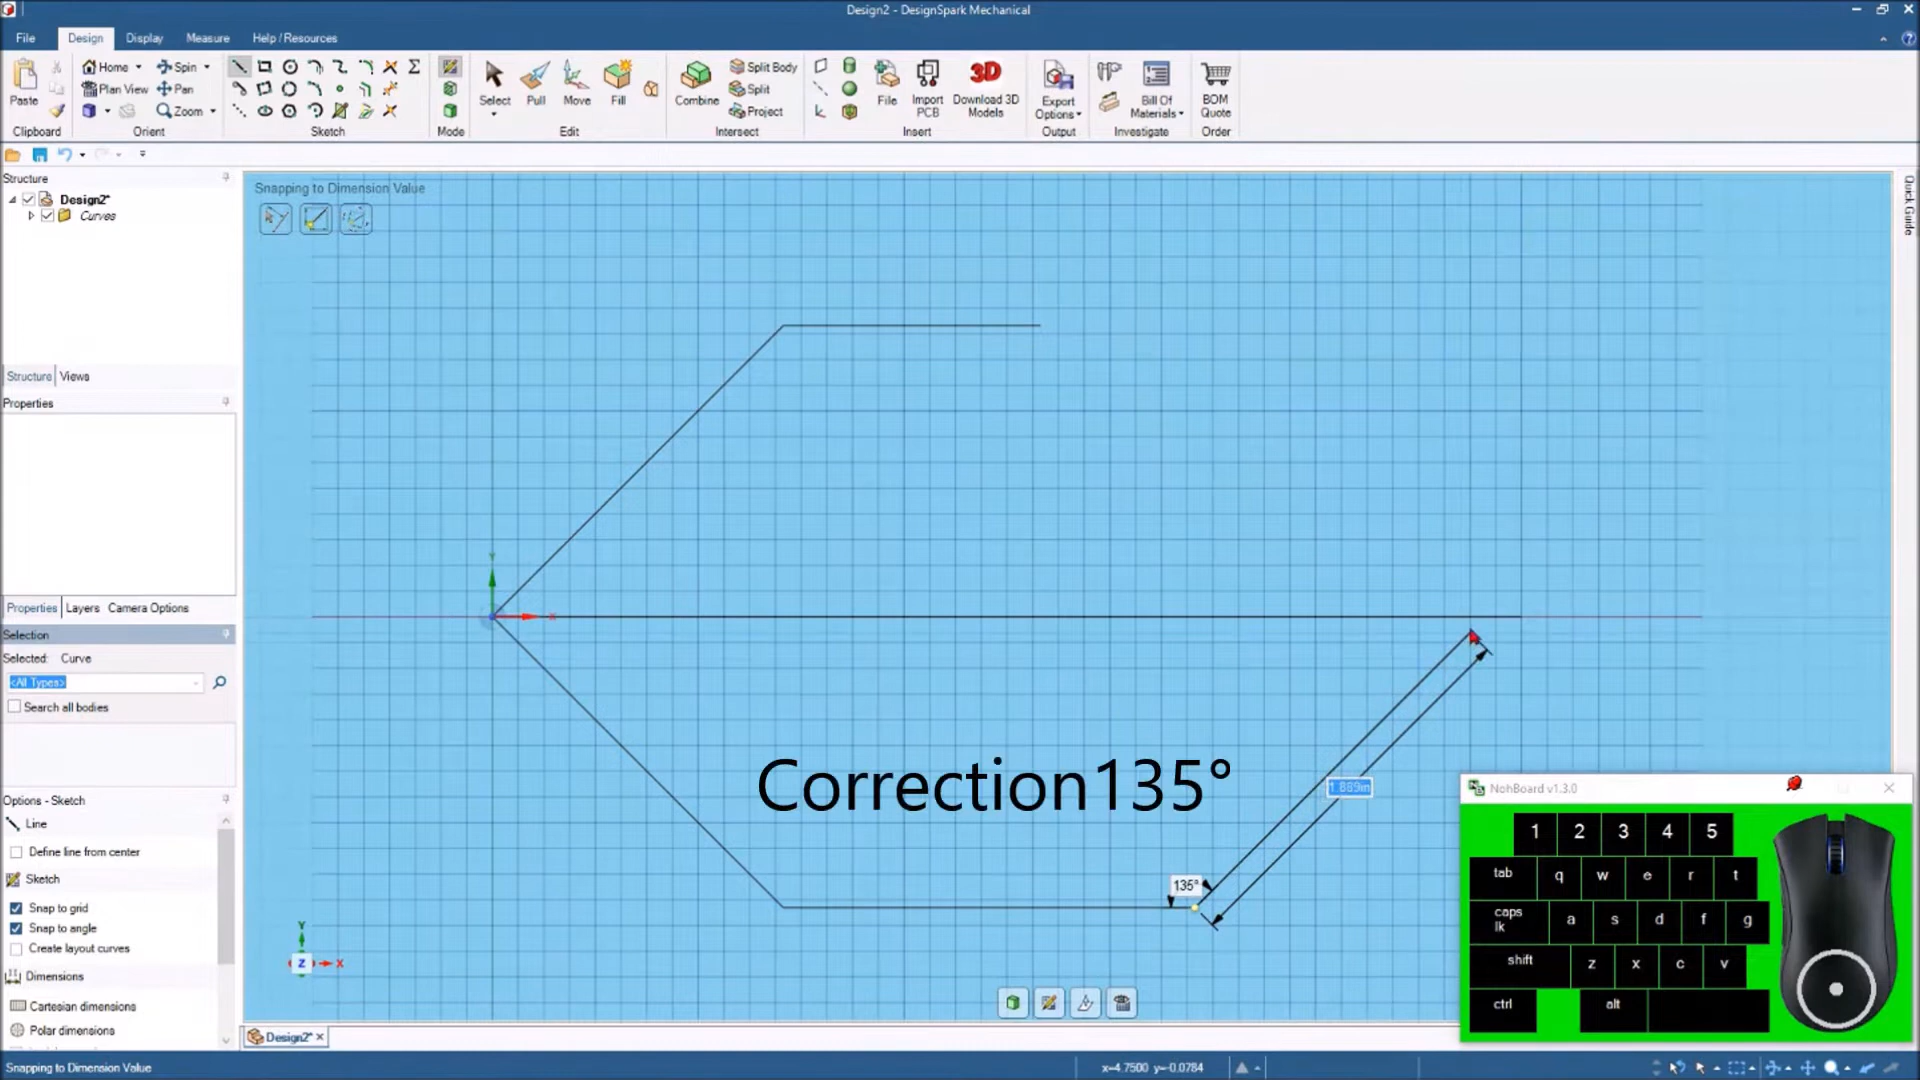 Design2 - DesignSpark Mechanical
File Design Display Measure Help / Resources
Paste
Home Spin
Plan View Pan
Zoom
Select Pull Move Fill
Combine
Split Body
Split
Project
File Import PCB Download 3D Models
3D
Export Options
Bill Of Materials
BOM Quote
Clipboard Orient Sketch Mode Edit Intersect Insert Output Investigate Order
Structure
Design2*
Curves
Structure Views
Properties
Properties Layers Camera Options
Selection
Selected: Curve
<All Types>
Search all bodies
Options - Sketch
Line
Define line from center
Sketch
Snap to grid
Snap to angle
Create layout curves
Dimensions
Cartesian dimensions
Polar dimensions
Snapping to Dimension Value
Quick Guide
Y
X
Correction135°
1.889in
135°
Y
Z X
NohBoard v1.3.0
1 2 3 4 5
tab q w e r t
caps lk a s d f g
shift z x c v
ctrl alt
Design2*
Snapping to Dimension Value
x=4.7500 y=-0.0784